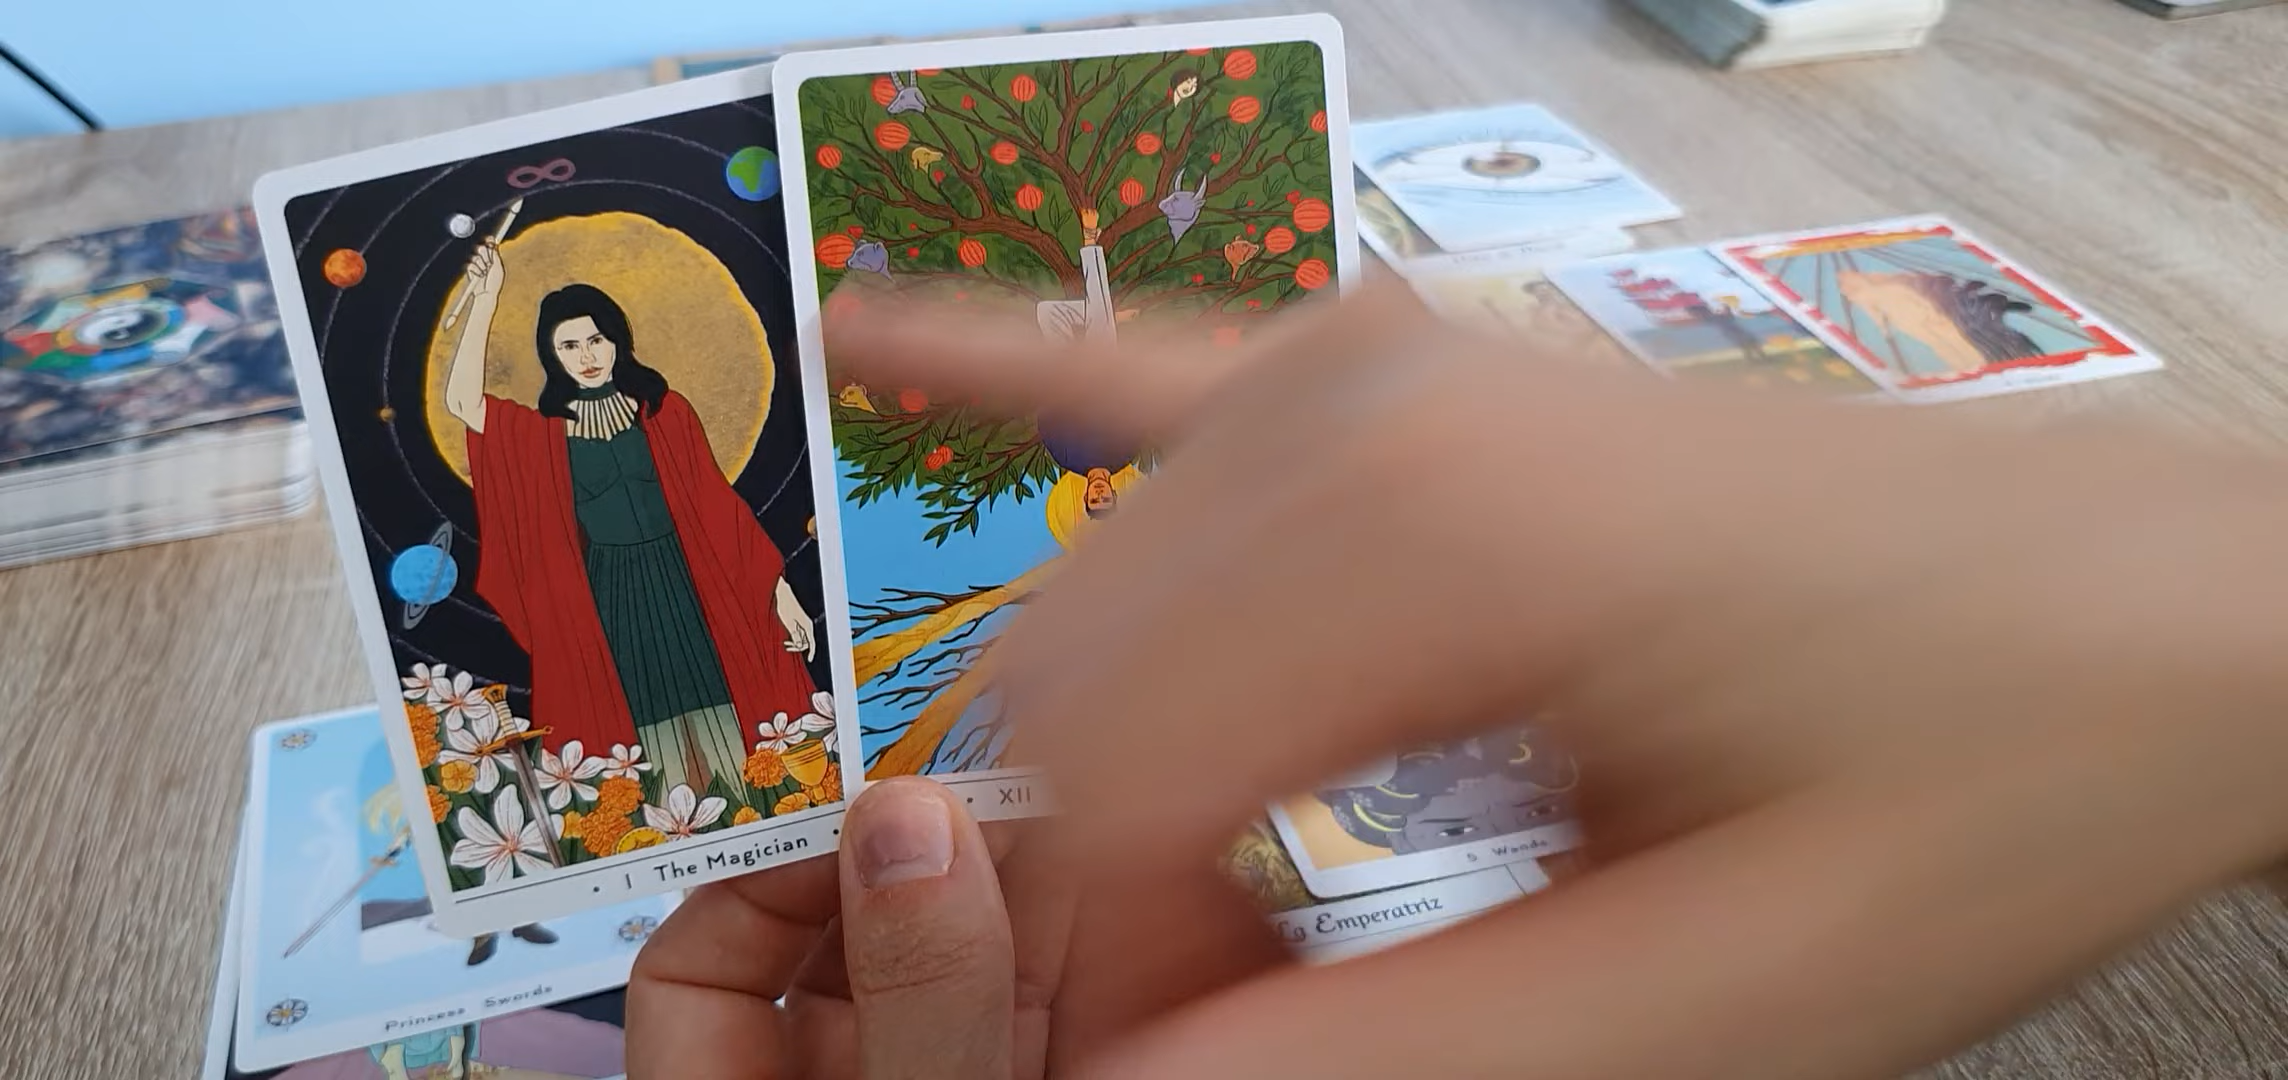 • I The Magician •
• XII
5 Wands
La Emperatriz
Princess Swords